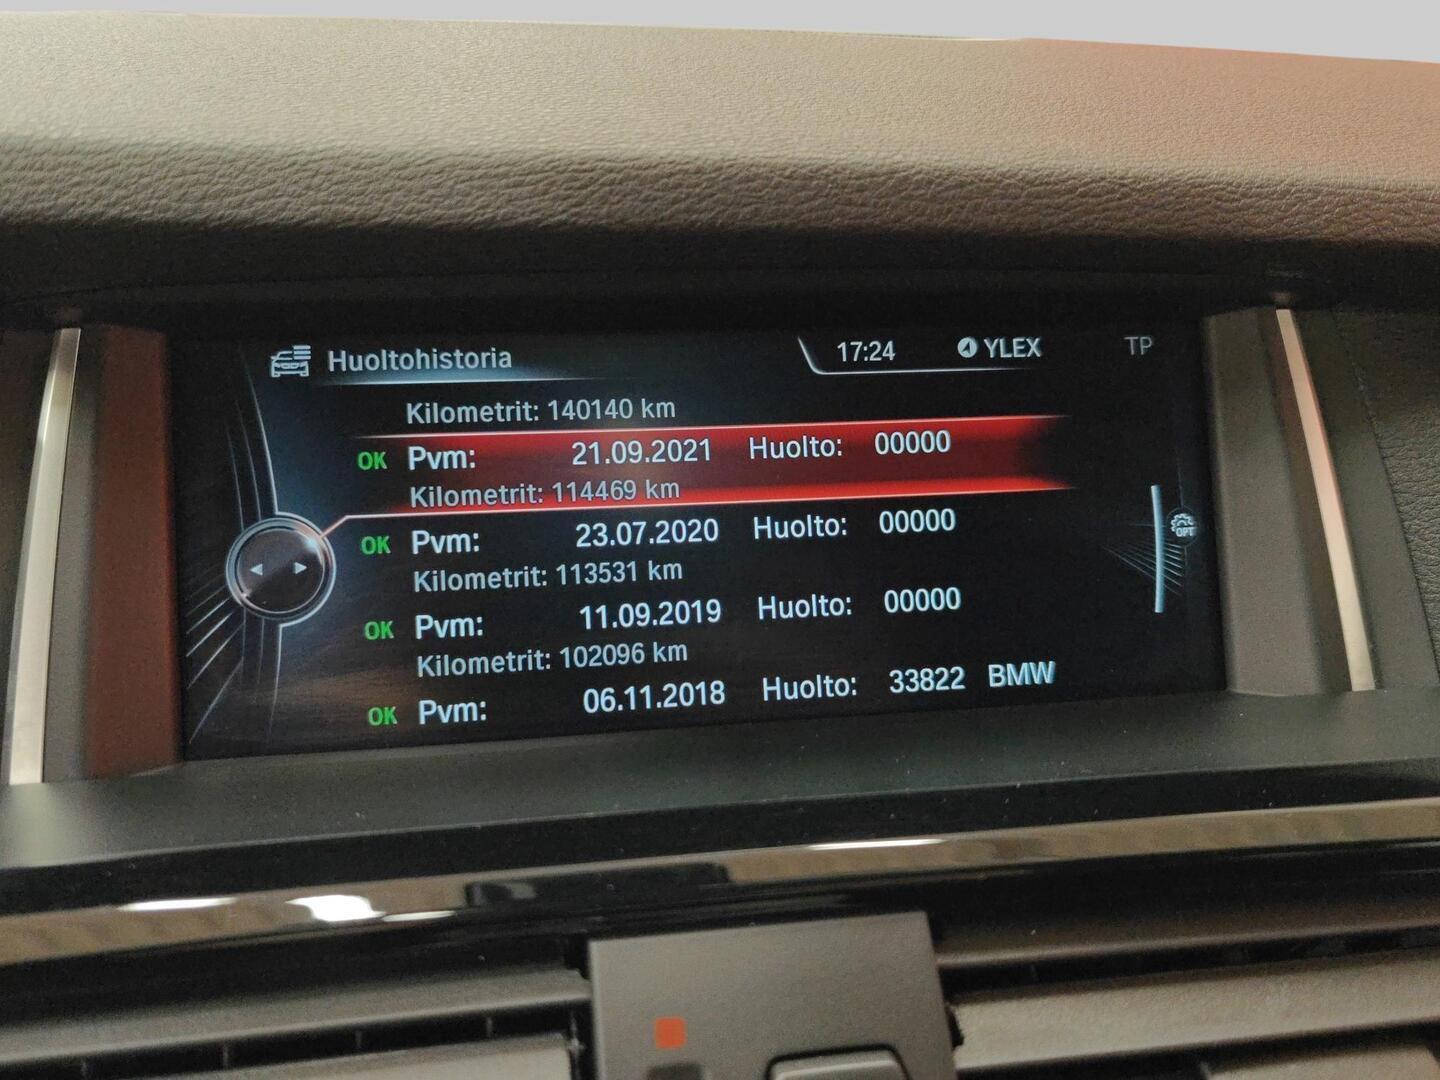 Huoltohistoria 17:24 YLEX TP
Kilometrit: 140140 km
OK Pvm: 21.09.2021 Huolto: 00000
Kilometrit: 114469 km
OK Pvm: 23.07.2020 Huolto: 00000
Kilometrit: 113531 km
OK Pvm: 11.09.2019 Huolto: 00000
Kilometrit: 102096 km
OK Pvm: 06.11.2018 Huolto: 33822 BMW
OPT